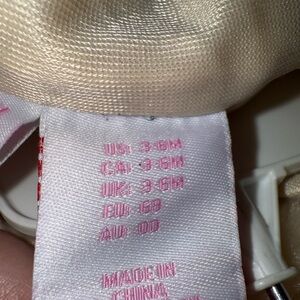 US: 3-6M
CA: 3-6M
UK: 3-6M
EU: 68
AU: 00
MADE IN
CHINA